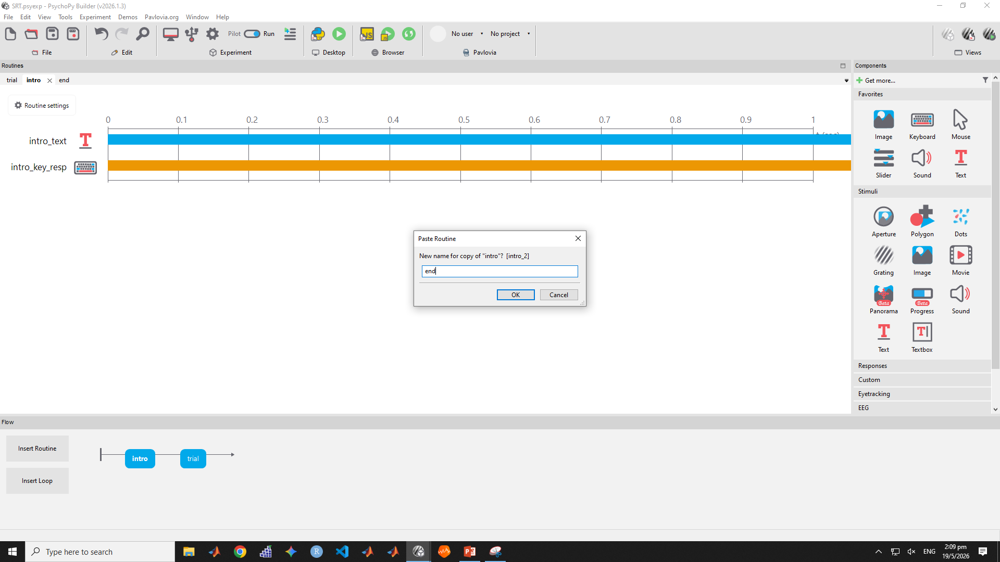 SRT.psyexp - PsychoPy Builder (v2026.1.3)
File Edit View Tools Experiment Demos Pavlovia.org Window Help
Pilot Run
No user
No project
File
Edit
Experiment
Desktop
Browser
Pavlovia
Views
JS
JS
Routines
trial intro end
Routine settings
0 0.1 0.2 0.3 0.4 0.5 0.6 0.7 0.8 0.9 1
intro_text
intro_key_resp
Paste Routine
New name for copy of "intro"? [intro_2]
end
OK Cancel
Components
Get more...
Favorites
Image Keyboard Mouse
Slider Sound Text
Stimuli
Aperture Polygon Dots
Grating Image Movie
Beta Beta
Panorama Progress Sound
Text Textbox
Responses
Custom
Eyetracking
EEG
Flow
Insert Routine
Insert Loop
intro trial
Type here to search
ENG
2:09 pm
19/5/2026